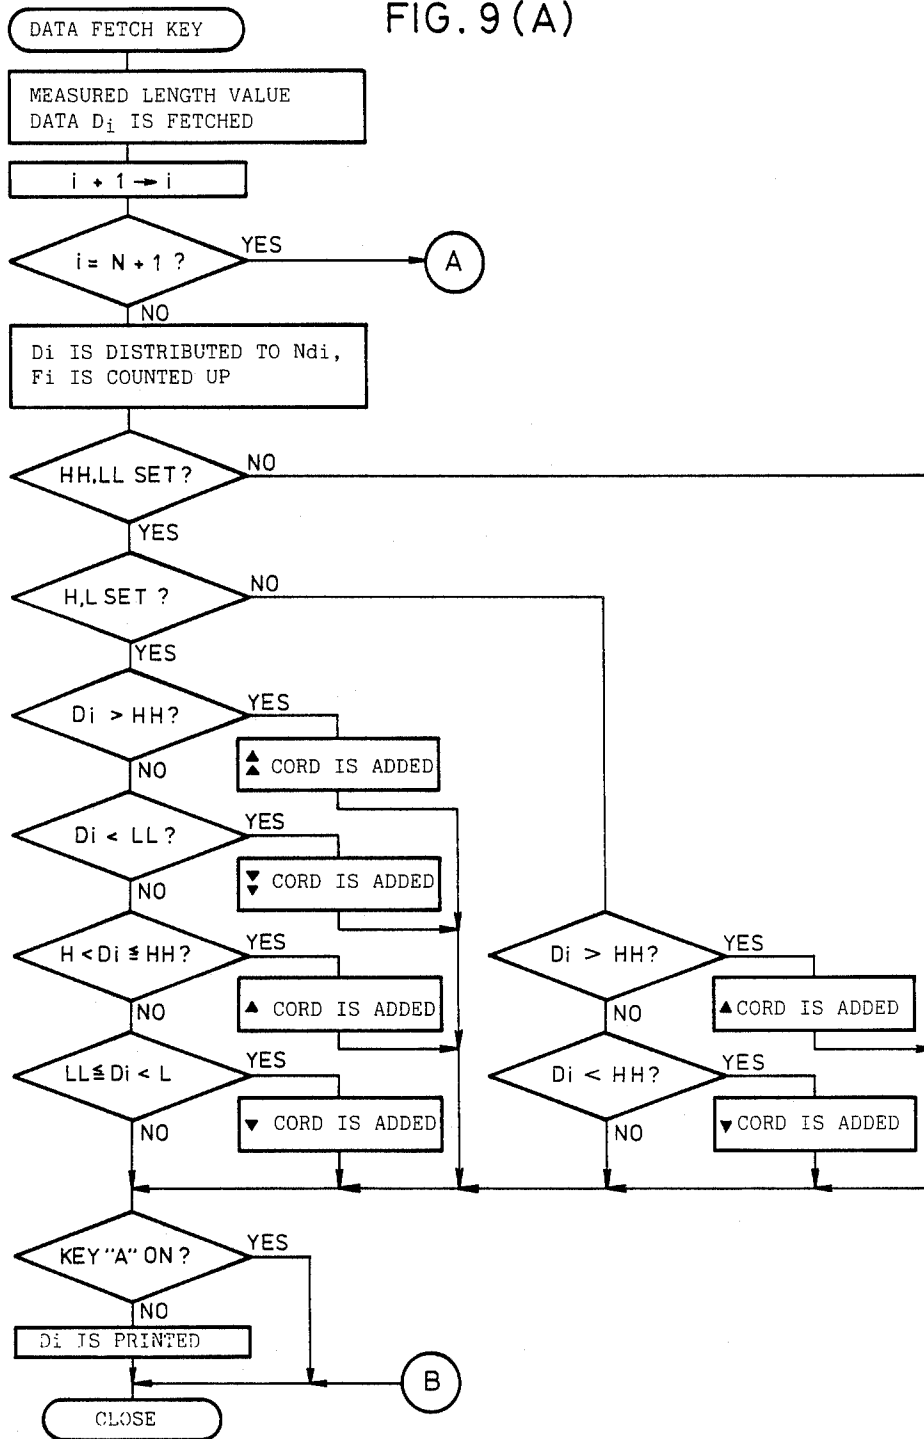 FIG. 9 (A)
DATA FETCH KEY
MEASURED LENGTH VALUE
DATA Di IS FETCHED
i + 1 → i
i = N + 1 ?
YES
A
NO
Di IS DISTRIBUTED TO Ndi,
Fi IS COUNTED UP
HH,LL SET?
NO
YES
H,L SET ?
NO
YES
Di > HH?
YES
▲▲ CORD IS ADDED
NO
Di < LL ?
YES
▼▼ CORD IS ADDED
NO
H < Di ≦ HH?
YES
▲ CORD IS ADDED
NO
Di > HH?
YES
▲ CORD IS ADDED
NO
LL ≦ Di < L
YES
▼ CORD IS ADDED
NO
Di < HH?
YES
▼ CORD IS ADDED
NO
KEY "A" ON ?
YES
NO
Di IS PRINTED
B
CLOSE